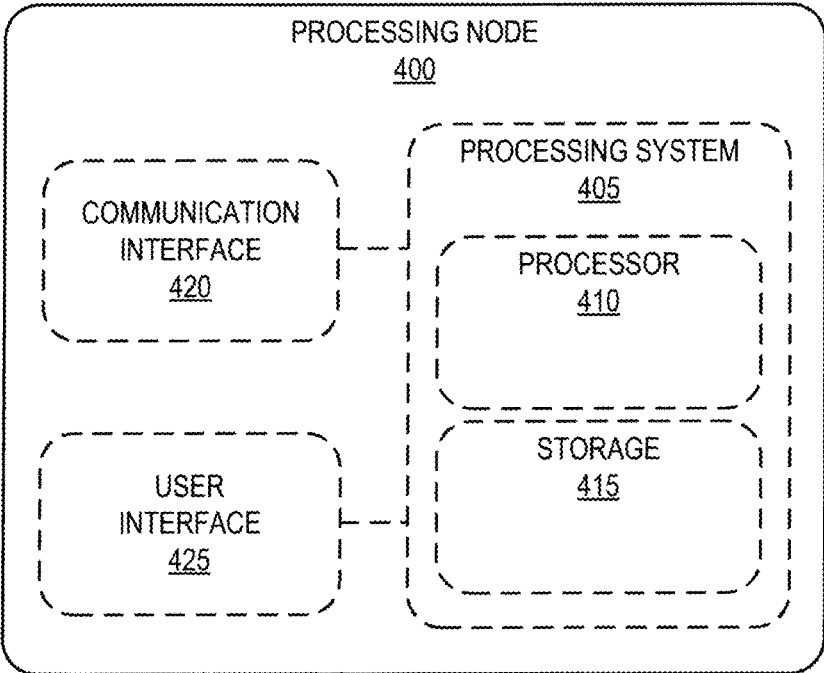 PROCESSING NODE
400
PROCESSING SYSTEM
405
COMMUNICATION
INTERFACE
420
PROCESSOR
410
STORAGE
415
USER
INTERFACE
425